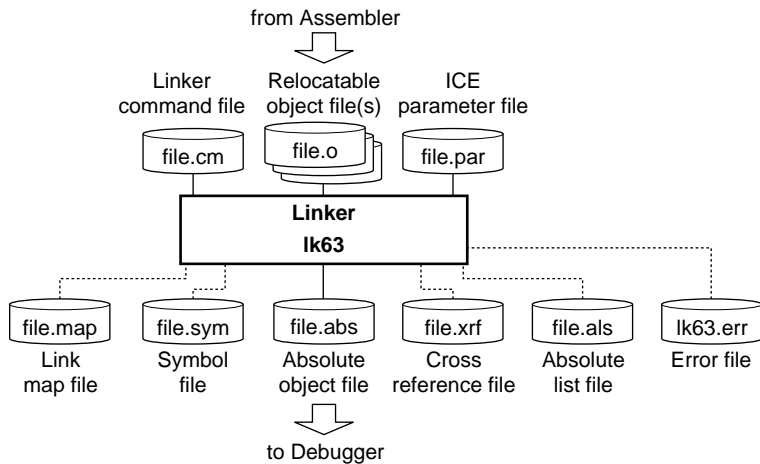 from Assembler
Linker
command file
Relocatable
object file(s)
ICE
parameter file
file.cm
file.o
file.par
Linker
lk63
file.map
file.sym
file.abs
file.xrf
file.als
lk63.err
Link
map file
Symbol
file
Absolute
object file
Cross
reference file
Absolute
list file
Error file
to Debugger